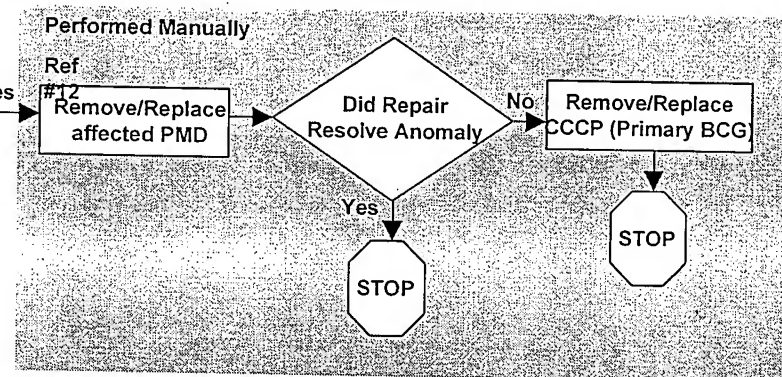 Performed Manually
Ref
#12
Remove/Replace
affected PMD
Did Repair
Resolve Anomaly
No
Remove/Replace
CCCP (Primary BCG)
Yes
STOP
STOP